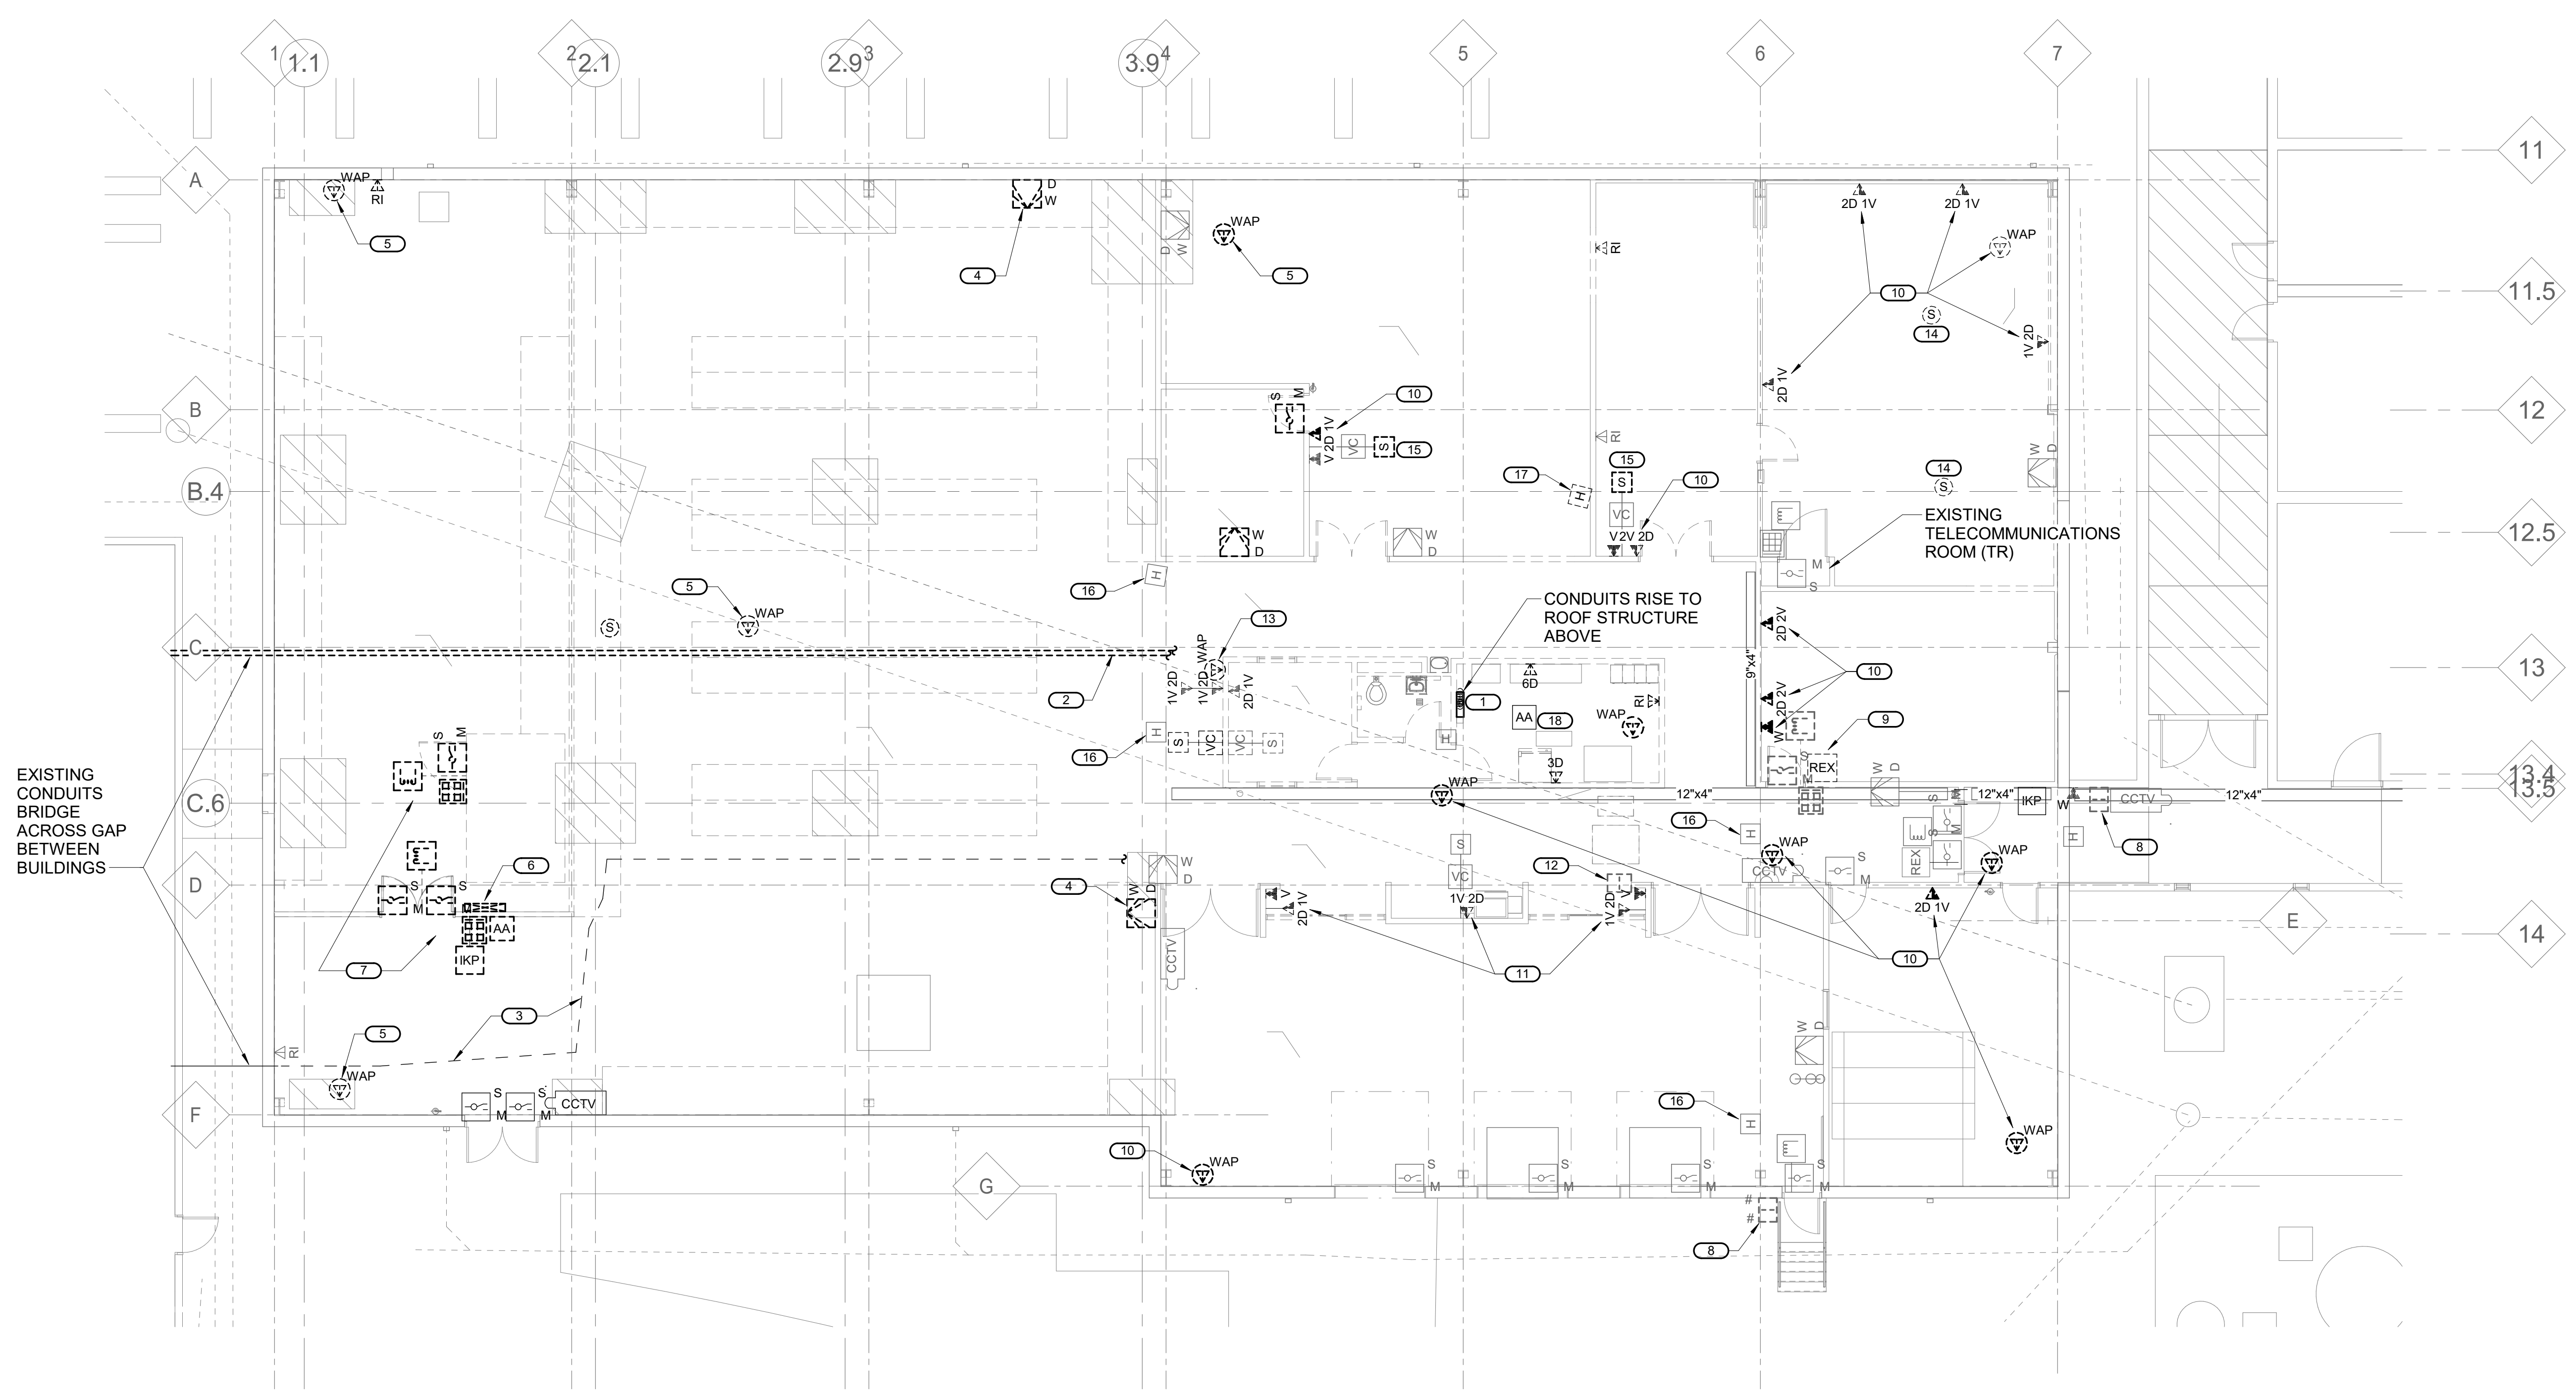 1
1.1
2
2.1
2.9
3
3.9
4
5
6
7
11
A
WAP
RI
D
W
2D 1V
2D 1V
5
4
WAP
D
W
5
RI
WAP
10
11.5
S
14
1V 2D
B
S
M
10
2D 1V
12
V 2D 1V
VC
S
15
RI
W
D
B.4
17
H
15
S
10
14
S
VC
V 2V 2D
EXISTING
TELECOMMUNICATIONS
ROOM (TR)
12.5
W
D
W
D
M
S
16
H
5
WAP
S
CONDUITS RISE TO
ROOF STRUCTURE
ABOVE
13
2D 2V
C
WAP
1V 2D
1V 2D
2D 1V
2
6D
RI
9"x4"
10
13
1
AA
18
WAP
2D 2V
W
9
16
H
S
VC
VC
S
H
S
M
EXISTING
CONDUITS
BRIDGE
ACROSS GAP
BETWEEN
BUILDINGS
3D
S
M
REX
W
D
13.4
13.5
C.6
WAP
12"x4"
12"x4"
IKP
W
CCTV
12"x4"
16
H
S
M
S
M
H
8
WAP
WAP
REX
6
D
S
M
S
M
4
W
D
W
D
S
VC
12
CCTV
S
M
V
2D 1V
1V 2D
V
1V 2D
2D 1V
E
14
AA
IKP
7
CCTV
11
10
3
5
RI
WAP
W
D
F
S
M
S
M
CCTV
16
H
10
WAP
WAP
G
S
M
S
M
S
M
S
M
#
#
8